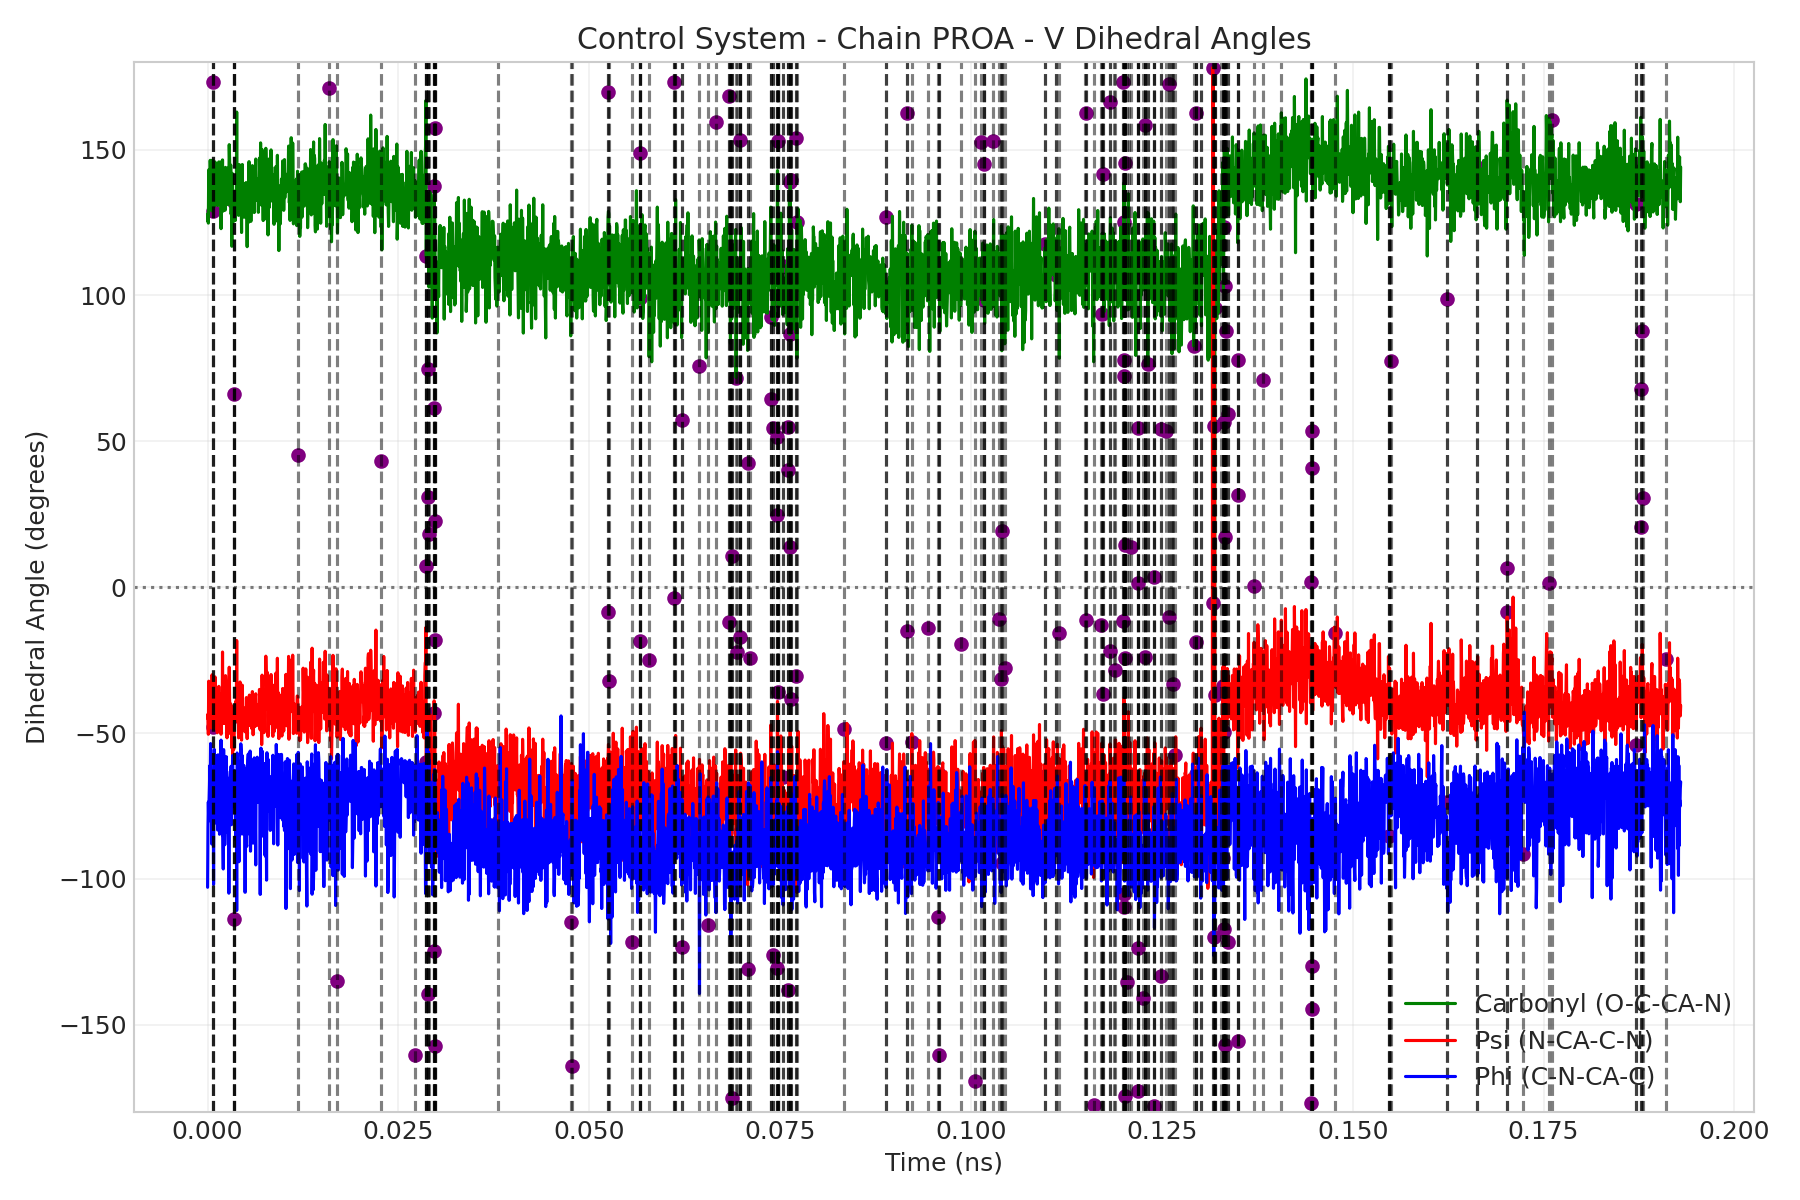 Control System - Chain PROA - V Dihedral Angles
Dihedral Angle (degrees)
150
100
50
0
−50
−100
−150
Carbonyl (O-C-CA-N)
Psi (N-CA-C-N)
Phi (C-N-CA-C)
0.000 0.025 0.050 0.075 0.100 0.125 0.150 0.175 0.200
Time (ns)